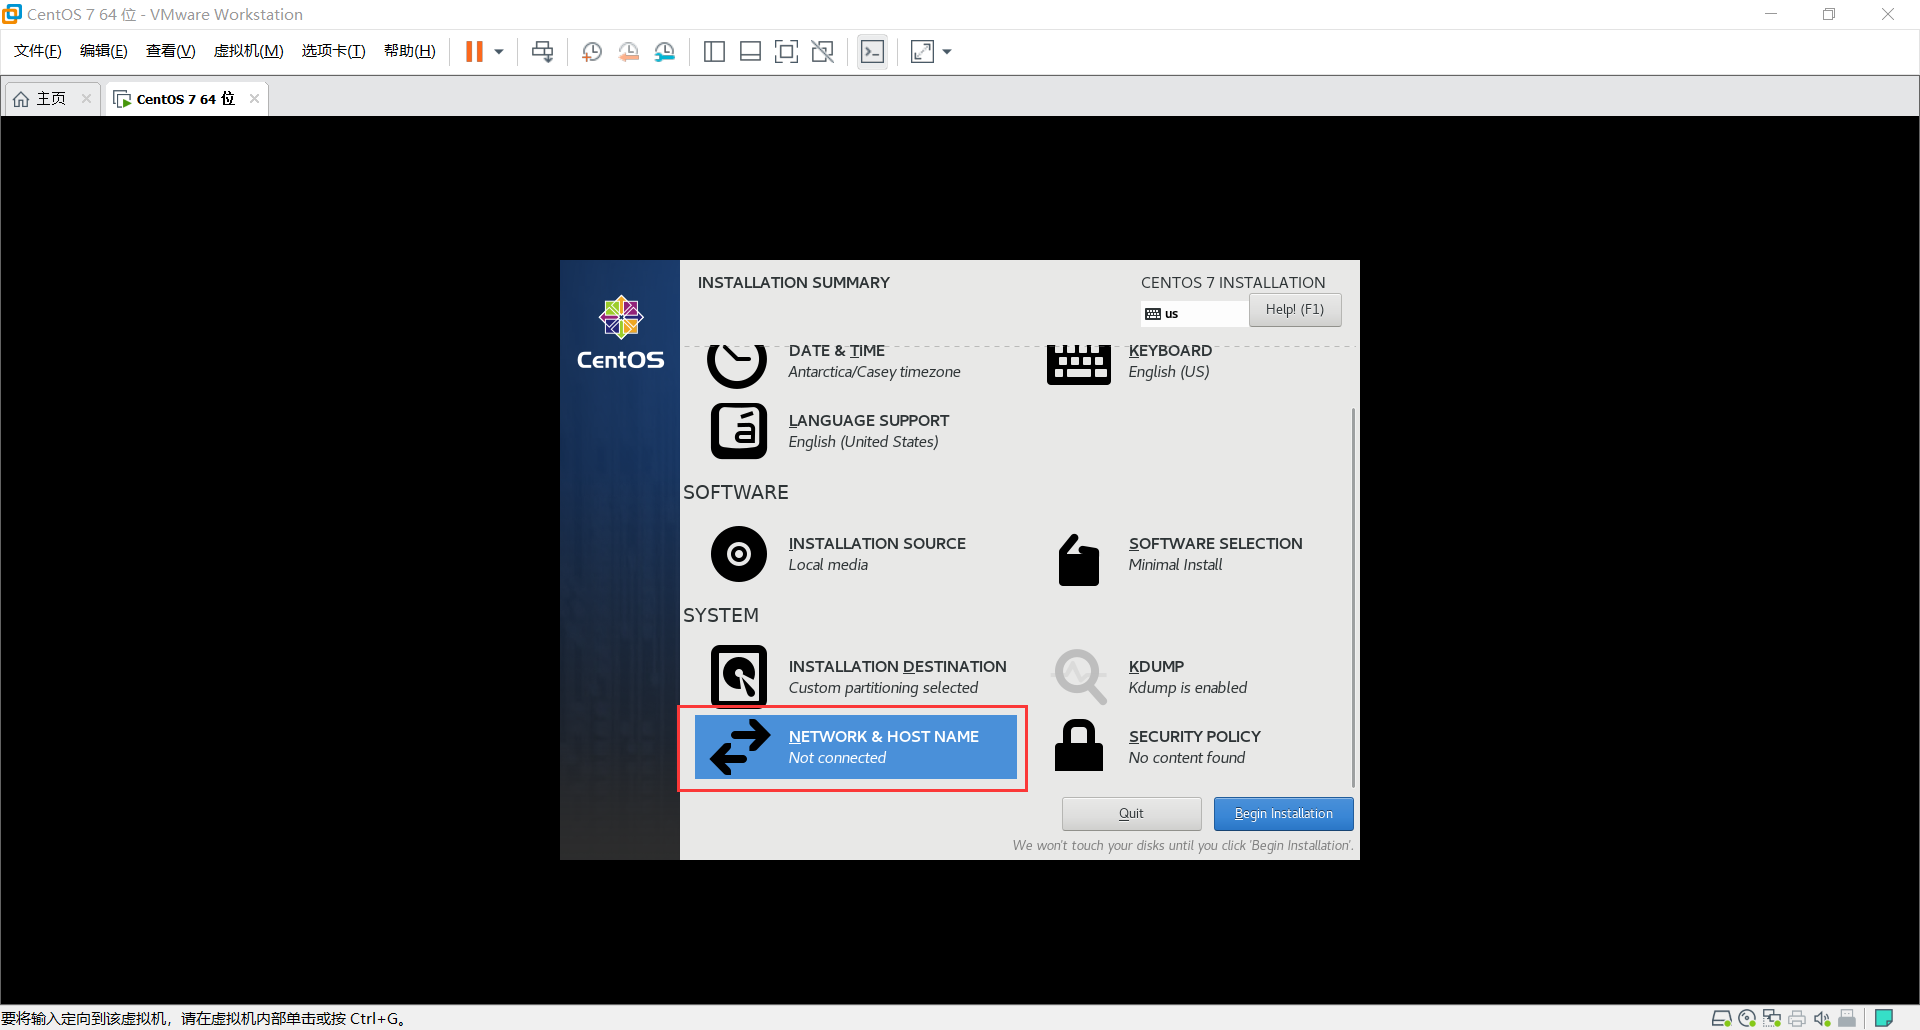 CentOS 7 64 位 - VMware Workstation
文件(F) 编辑(E) 查看(V) 虚拟机(M) 选项卡(T) 帮助(H)
主页 CentOS 7 64 位
INSTALLATION SUMMARY
CENTOS 7 INSTALLATION
us
Help! (F1)
CentOS
DATE & TIME
Antarctica/Casey timezone
KEYBOARD
English (US)
LANGUAGE SUPPORT
English (United States)
SOFTWARE
INSTALLATION SOURCE
Local media
SOFTWARE SELECTION
Minimal Install
SYSTEM
INSTALLATION DESTINATION
Custom partitioning selected
KDUMP
Kdump is enabled
NETWORK & HOST NAME
Not connected
SECURITY POLICY
No content found
Quit
Begin Installation
We won't touch your disks until you click 'Begin Installation'.
要将输入定向到该虚拟机，请在虚拟机内部单击或按 Ctrl+G。